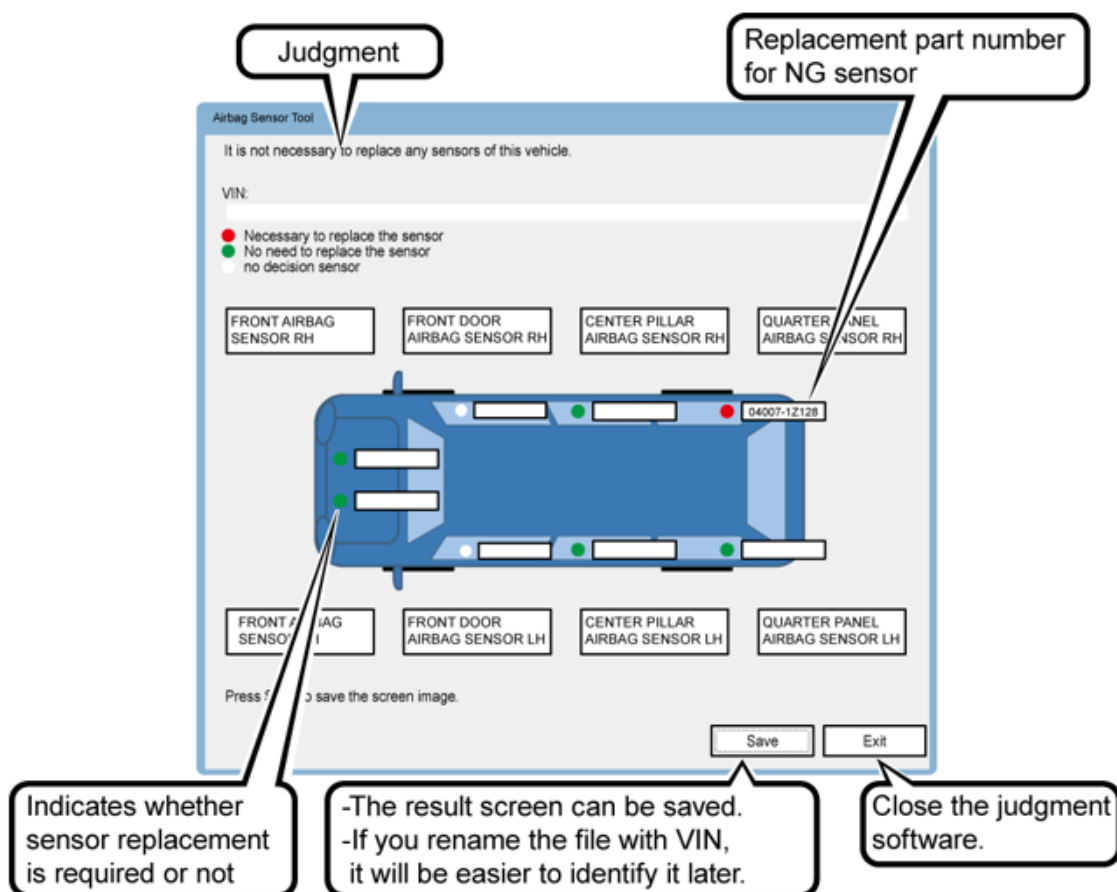 Judgment
Replacement part number
for NG sensor
Airbag Sensor Tool
It is not necessary to replace any sensors of this vehicle.
VIN:
Necessary to replace the sensor
No need to replace the sensor
no decision sensor
FRONT AIRBAG
SENSOR RH
FRONT DOOR
AIRBAG SENSOR RH
CENTER PILLAR
AIRBAG SENSOR RH
QUARTER PANEL
AIRBAG SENSOR RH
04007-1Z128
FRONT AIRBAG
SENSOR
FRONT DOOR
AIRBAG SENSOR LH
CENTER PILLAR
AIRBAG SENSOR LH
QUARTER PANEL
AIRBAG SENSOR LH
Press to save the screen image.
Save
Exit
Indicates whether
sensor replacement
is required or not
-The result screen can be saved.
-If you rename the file with VIN,
it will be easier to identify it later.
Close the judgment
software.